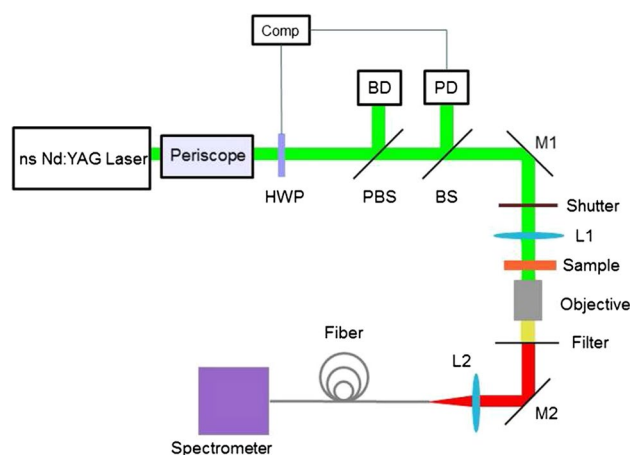 Comp
BD
PD
ns Nd:YAG Laser
Periscope
M1
HWP
PBS
BS
Shutter
L1
Sample
Objective
Fiber
Filter
L2
M2
Spectrometer